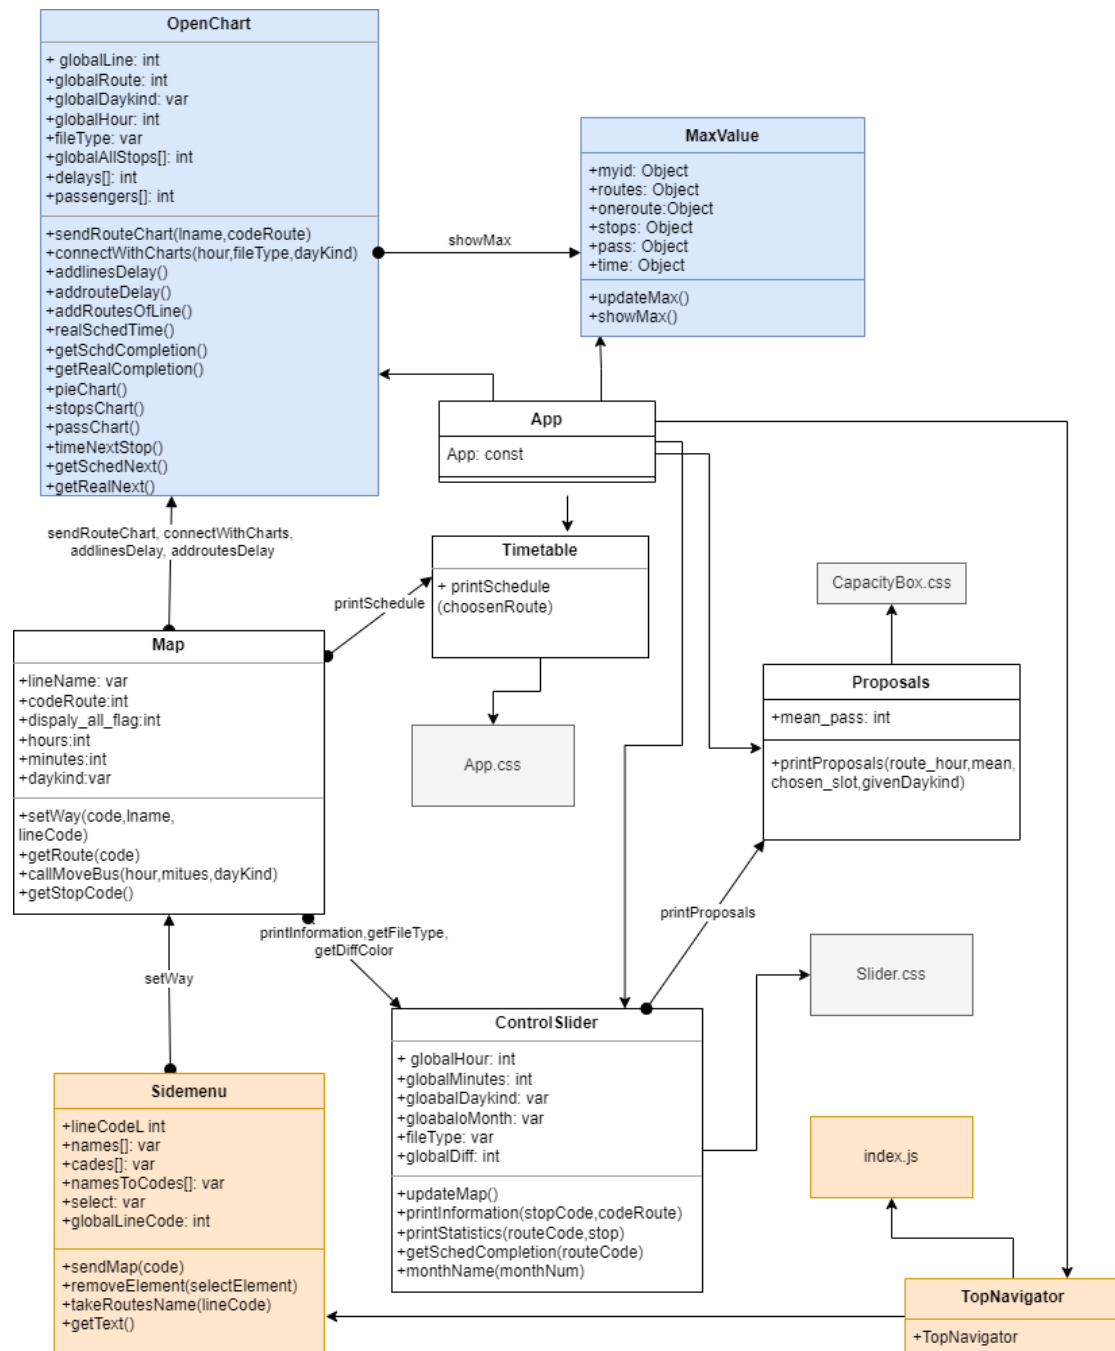 OpenChart
+ globalLine: int
+globalRoute: int
+globalDaykind: var
+globalHour: int
+fileType: var
+globalAllStops[]: int
+delays[]: int
+passengers[]: int
+sendRouteChart(lname,codeRoute)
+connectWithCharts(hour,fileType,dayKind)
+addlinesDelay()
+addrouteDelay()
+addRoutesOfLine()
+realSchedTime()
+getSchdCompletion()
+getRealCompletion()
+pieChart()
+stopsChart()
+passChart()
+timeNextStop()
+getSchedNext()
+getRealNext()
showMax
MaxValue
+myid: Object
+routes: Object
+oneroute:Object
+stops: Object
+pass: Object
+time: Object
+updateMax()
+showMax()
App
App: const
sendRouteChart, connectWithCharts,
addlinesDelay, addroutesDelay
printSchedule
Timetable
+ printSchedule
(choosenRoute)
CapacityBox.css
Map
+lineName: var
+codeRoute:int
+dispaly_all_flag:int
+hours:int
+minutes:int
+daykind:var
+setWay(code,lname,
lineCode)
+getRoute(code)
+callMoveBus(hour,mitues,dayKind)
+getStopCode()
App.css
Proposals
+mean_pass: int
+printProposals(route_hour,mean,
chosen_slot,givenDaykind)
printInformation,getFileType,
getDiffColor
printProposals
setWay
Slider.css
ControlSlider
+ globalHour: int
+globalMinutes: int
+gloabalDaykind: var
+gloabaloMonth: var
+fileType: var
+globalDiff: int
+updateMap()
+printInformation(stopCode,codeRoute)
+printStatistics(routeCode,stop)
+getSchedCompletion(routeCode)
+monthName(monthNum)
Sidemenu
+lineCodeL int
+names[]: var
+cades[]: var
+namesToCodes[]: var
+select: var
+globalLineCode: int
+sendMap(code)
+removeElement(selectElement)
+takeRoutesName(lineCode)
+getText()
index.js
TopNavigator
+TopNavigator